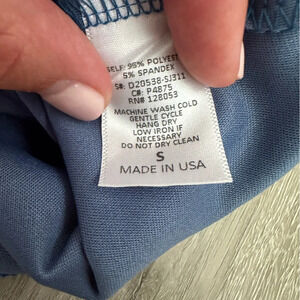 SELF: 95% POLYEST
5% SPANDEX
S#: D20538-SJ311
C#: P4875
RN# 128053
MACHINE WASH COLD
GENTLE CYCLE
HANG DRY
LOW IRON IF
NECESSARY
DO NOT DRY CLEAN
S
MADE IN USA